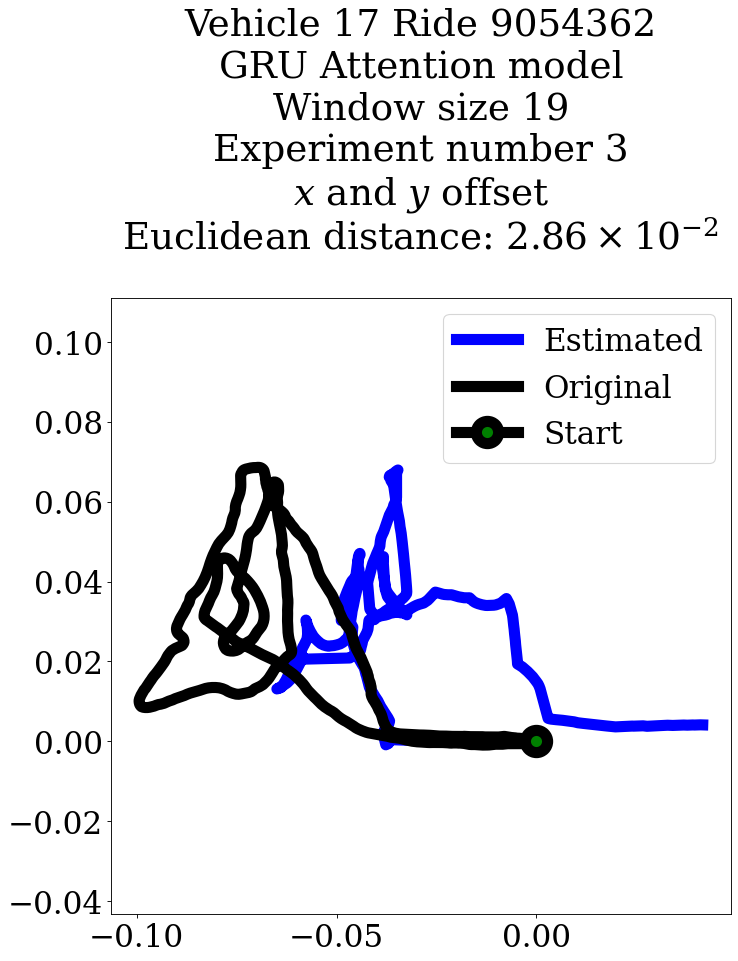 Vehicle 17 Ride 9054362
GRU Attention model
Window size 19
Experiment number 3
x and y offset
Euclidean distance: 2.86 × 10⁻²
Estimated
Original
Start
0.10
0.08
0.06
0.04
0.02
0.00
−0.02
−0.04
−0.10
−0.05
0.00